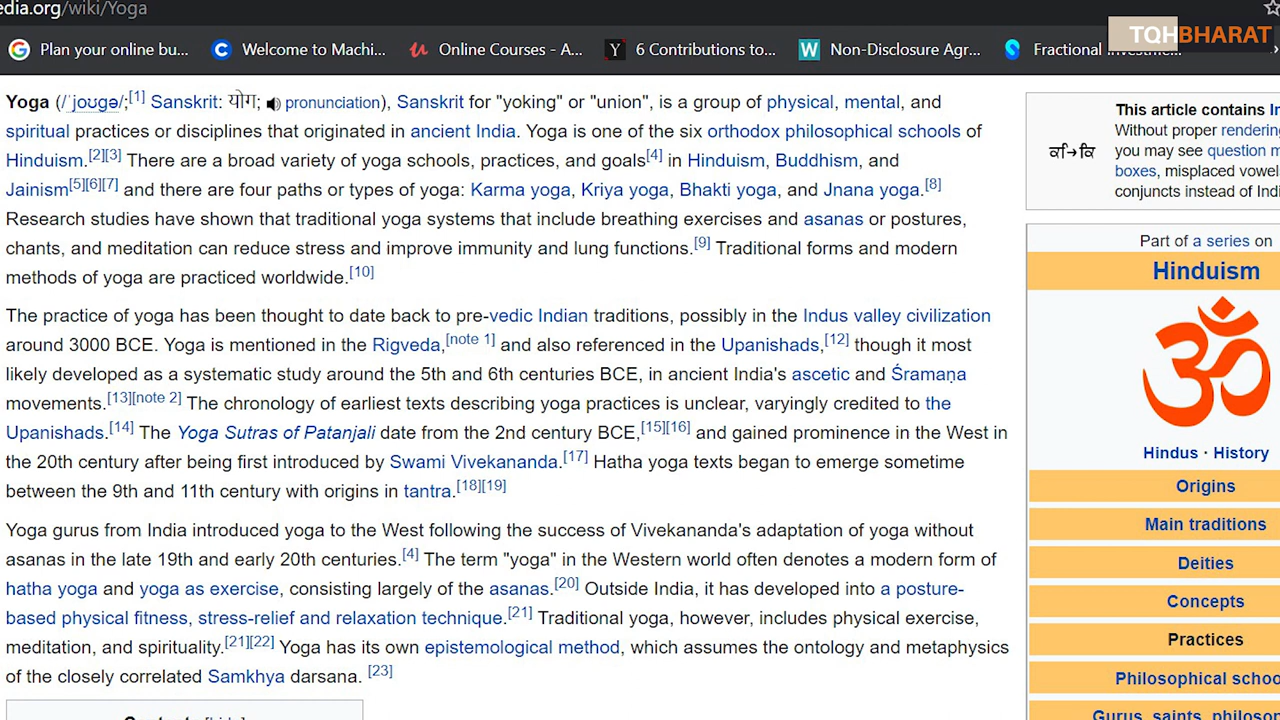 edia.org/wiki/Yoga
TQHBHARAT
Plan your online bu...
Welcome to Machi...
Online Courses - A...
6 Contributions to...
Non-Disclosure Agr...
Fractional
Yoga (/ˈjoʊɡə/;[1] Sanskrit: योग; pronunciation), Sanskrit for "yoking" or "union", is a group of physical, mental, and
spiritual practices or disciplines that originated in ancient India. Yoga is one of the six orthodox philosophical schools of
Hinduism.[2][3] There are a broad variety of yoga schools, practices, and goals[4] in Hinduism, Buddhism, and
Jainism[5][6][7] and there are four paths or types of yoga: Karma yoga, Kriya yoga, Bhakti yoga, and Jnana yoga.[8]
Research studies have shown that traditional yoga systems that include breathing exercises and asanas or postures,
chants, and meditation can reduce stress and improve immunity and lung functions.[9] Traditional forms and modern
methods of yoga are practiced worldwide.[10]
The practice of yoga has been thought to date back to pre-vedic Indian traditions, possibly in the Indus valley civilization
around 3000 BCE. Yoga is mentioned in the Rigveda,[note 1] and also referenced in the Upanishads,[12] though it most
likely developed as a systematic study around the 5th and 6th centuries BCE, in ancient India's ascetic and Śramaṇa
movements.[13][note 2] The chronology of earliest texts describing yoga practices is unclear, varyingly credited to the
Upanishads.[14] The Yoga Sutras of Patanjali date from the 2nd century BCE,[15][16] and gained prominence in the West in
the 20th century after being first introduced by Swami Vivekananda.[17] Hatha yoga texts began to emerge sometime
between the 9th and 11th century with origins in tantra.[18][19]
Yoga gurus from India introduced yoga to the West following the success of Vivekananda's adaptation of yoga without
asanas in the late 19th and early 20th centuries.[4] The term "yoga" in the Western world often denotes a modern form of
hatha yoga and yoga as exercise, consisting largely of the asanas.[20] Outside India, it has developed into a posture-
based physical fitness, stress-relief and relaxation technique.[21] Traditional yoga, however, includes physical exercise,
meditation, and spirituality.[21][22] Yoga has its own epistemological method, which assumes the ontology and metaphysics
of the closely correlated Samkhya darsana. [23]
This article contains
Without proper rendering
you may see question
boxes, misplaced vowel
conjuncts instead of
र्क→कि
Part of a series on
Hinduism
ॐ
Hindus · History
Origins
Main traditions
Deities
Concepts
Practices
Philosophical
Gurus, saints,